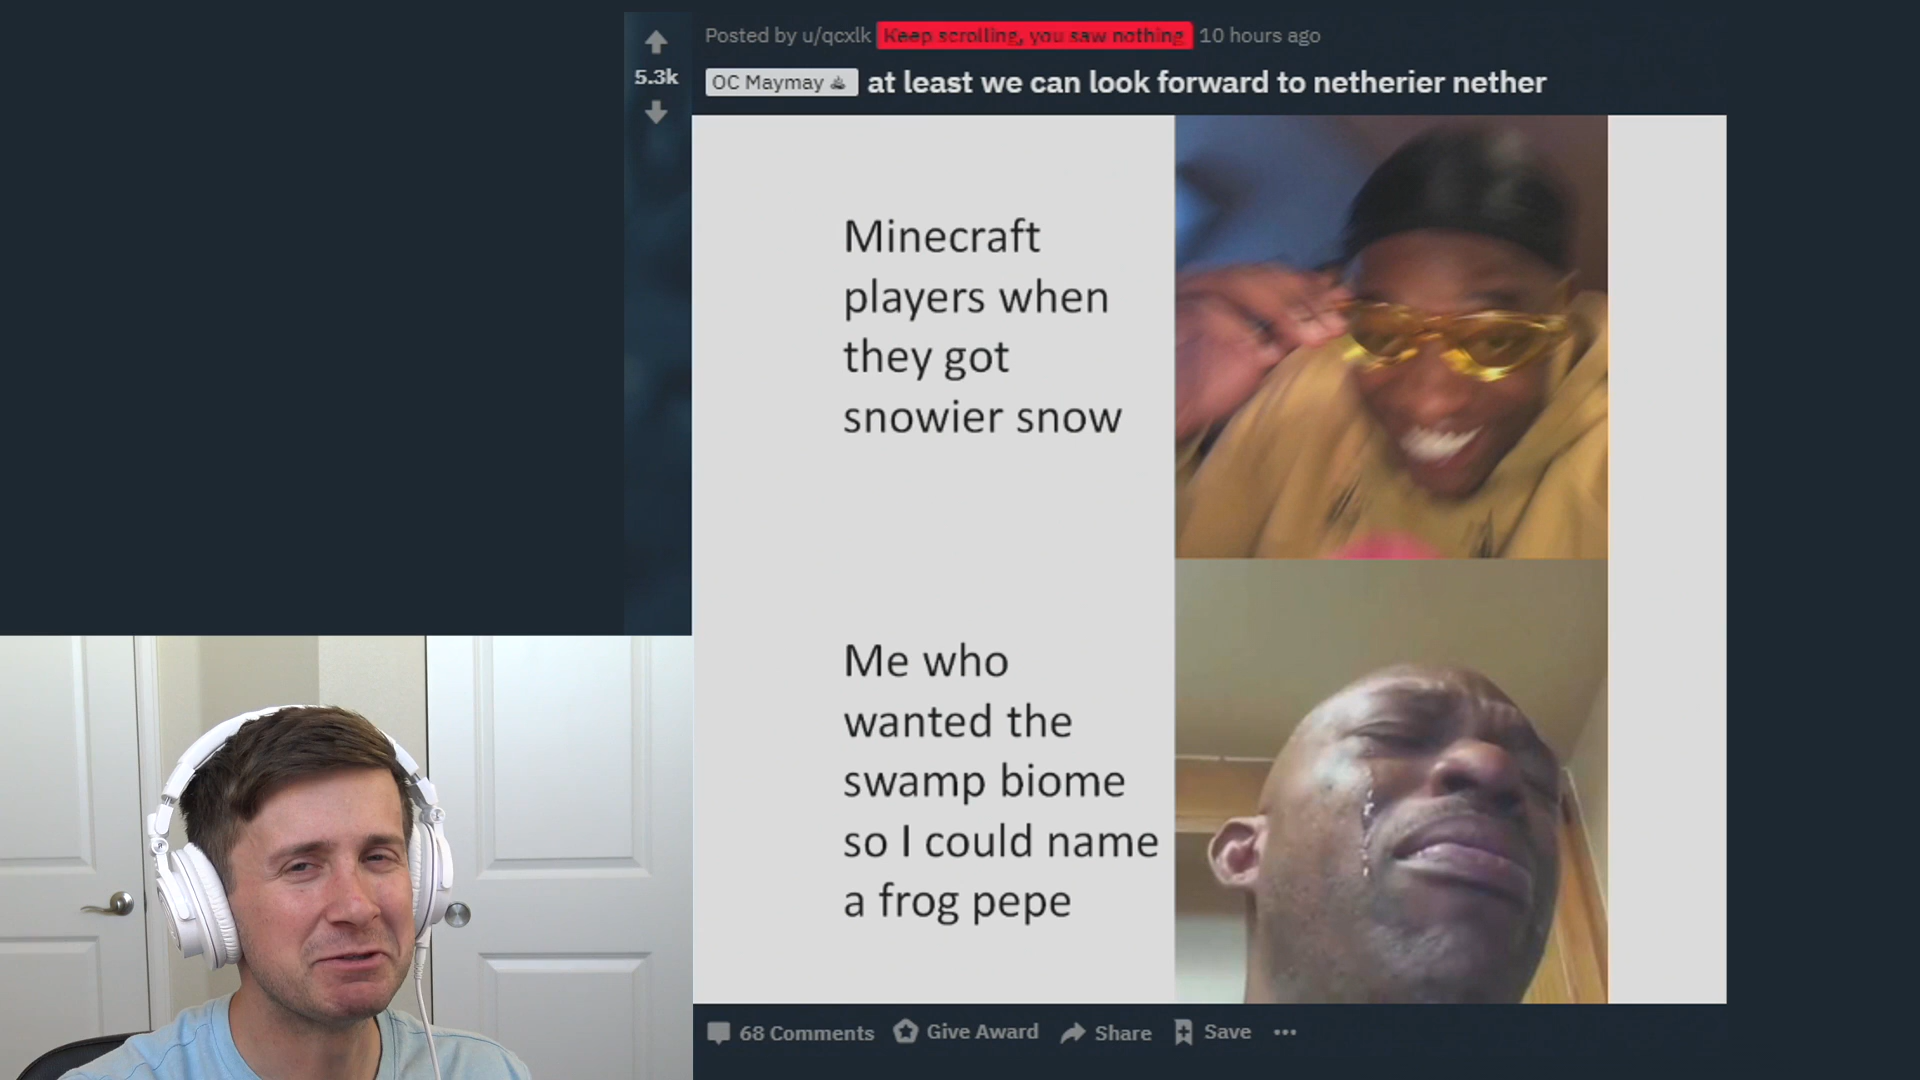 Posted by u/qcxlk Keep scrolling, you saw nothing 10 hours ago
5.3k
OC Maymay at least we can look forward to netherier nether
Minecraft
players when
they got
snowier snow
Me who
wanted the
swamp biome
so I could name
a frog pepe
68 Comments Give Award Share Save